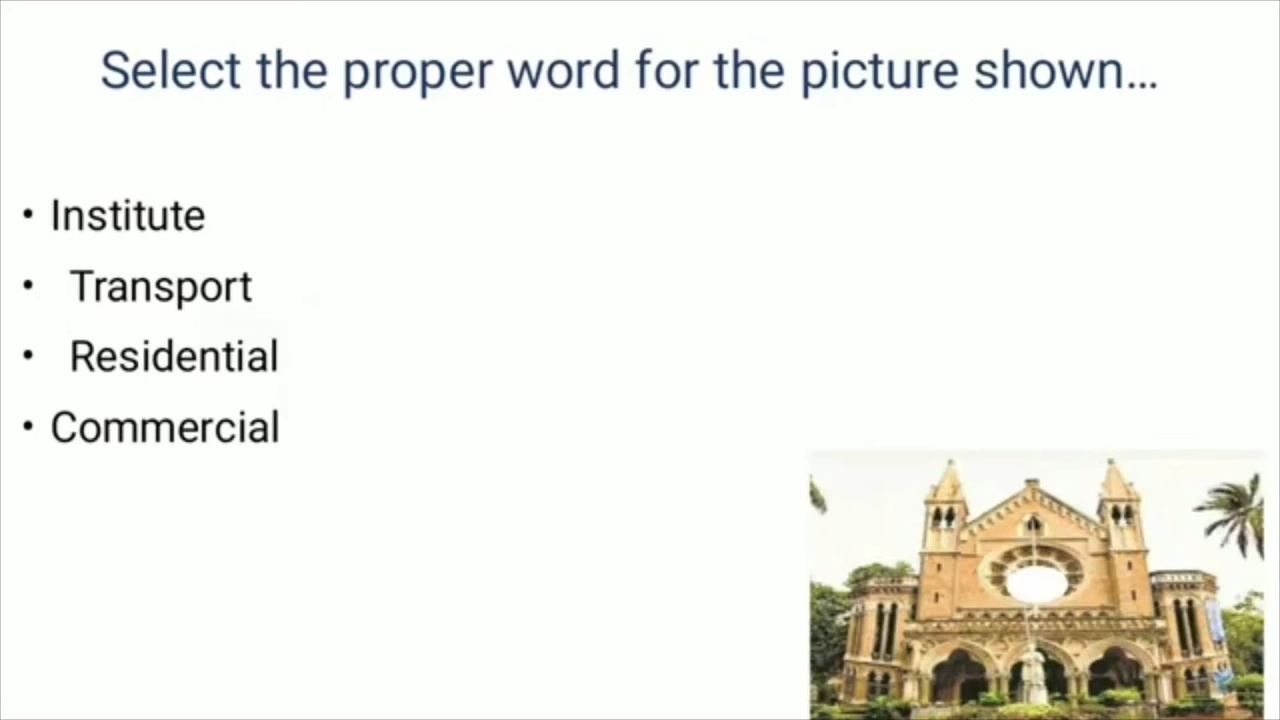 Select the proper word for the picture shown...
• Institute
• Transport
• Residential
• Commercial